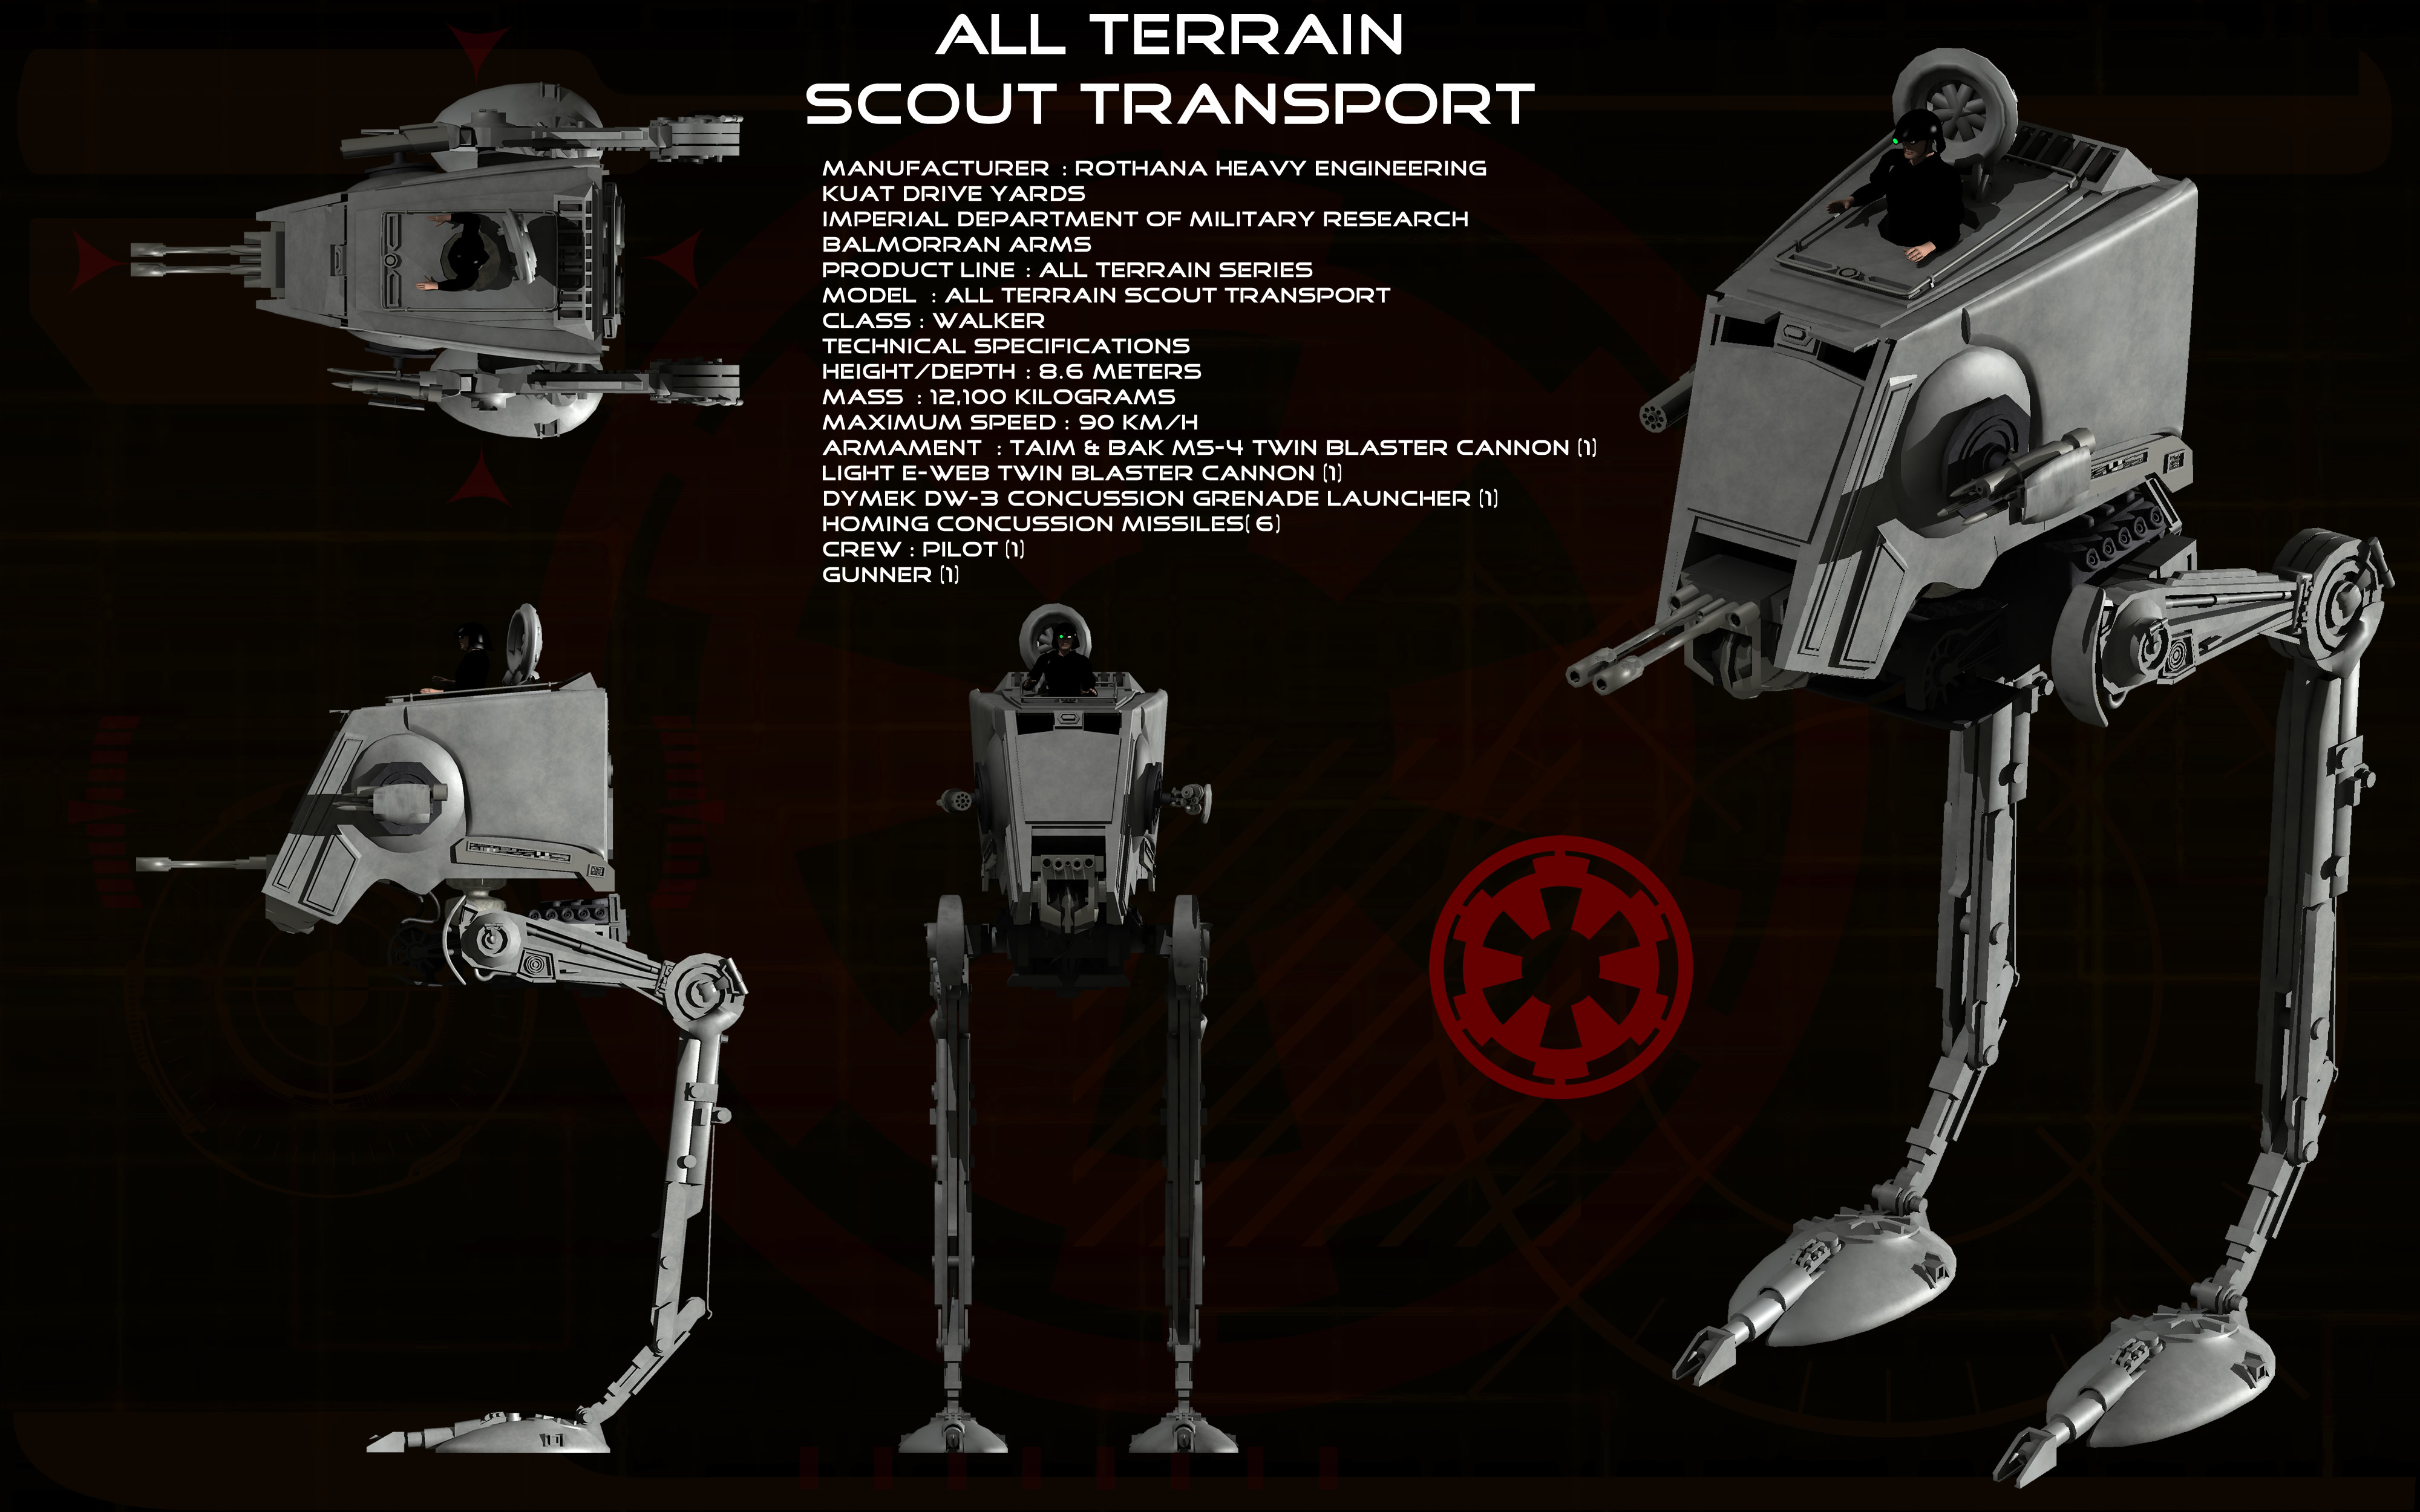 ALL TERRAIN
SCOUT TRANSPORT
MANUFACTURER : ROTHANA HEAVY ENGINEERING
KUAT DRIVE YARDS
IMPERIAL DEPARTMENT OF MILITARY RESEARCH
BALMORRAN ARMS
PRODUCT LINE : ALL TERRAIN SERIES
MODEL : ALL TERRAIN SCOUT TRANSPORT
CLASS : WALKER
TECHNICAL SPECIFICATIONS
HEIGHT/DEPTH : 8.6 METERS
MASS : 12,100 KILOGRAMS
MAXIMUM SPEED : 90 KM/H
ARMAMENT : TAIM & BAK MS-4 TWIN BLASTER CANNON (1)
LIGHT E-WEB TWIN BLASTER CANNON (1)
DYMEK DW-3 CONCUSSION GRENADE LAUNCHER (1)
HOMING CONCUSSION MISSILES( 6)
CREW : PILOT (1)
GUNNER (1)